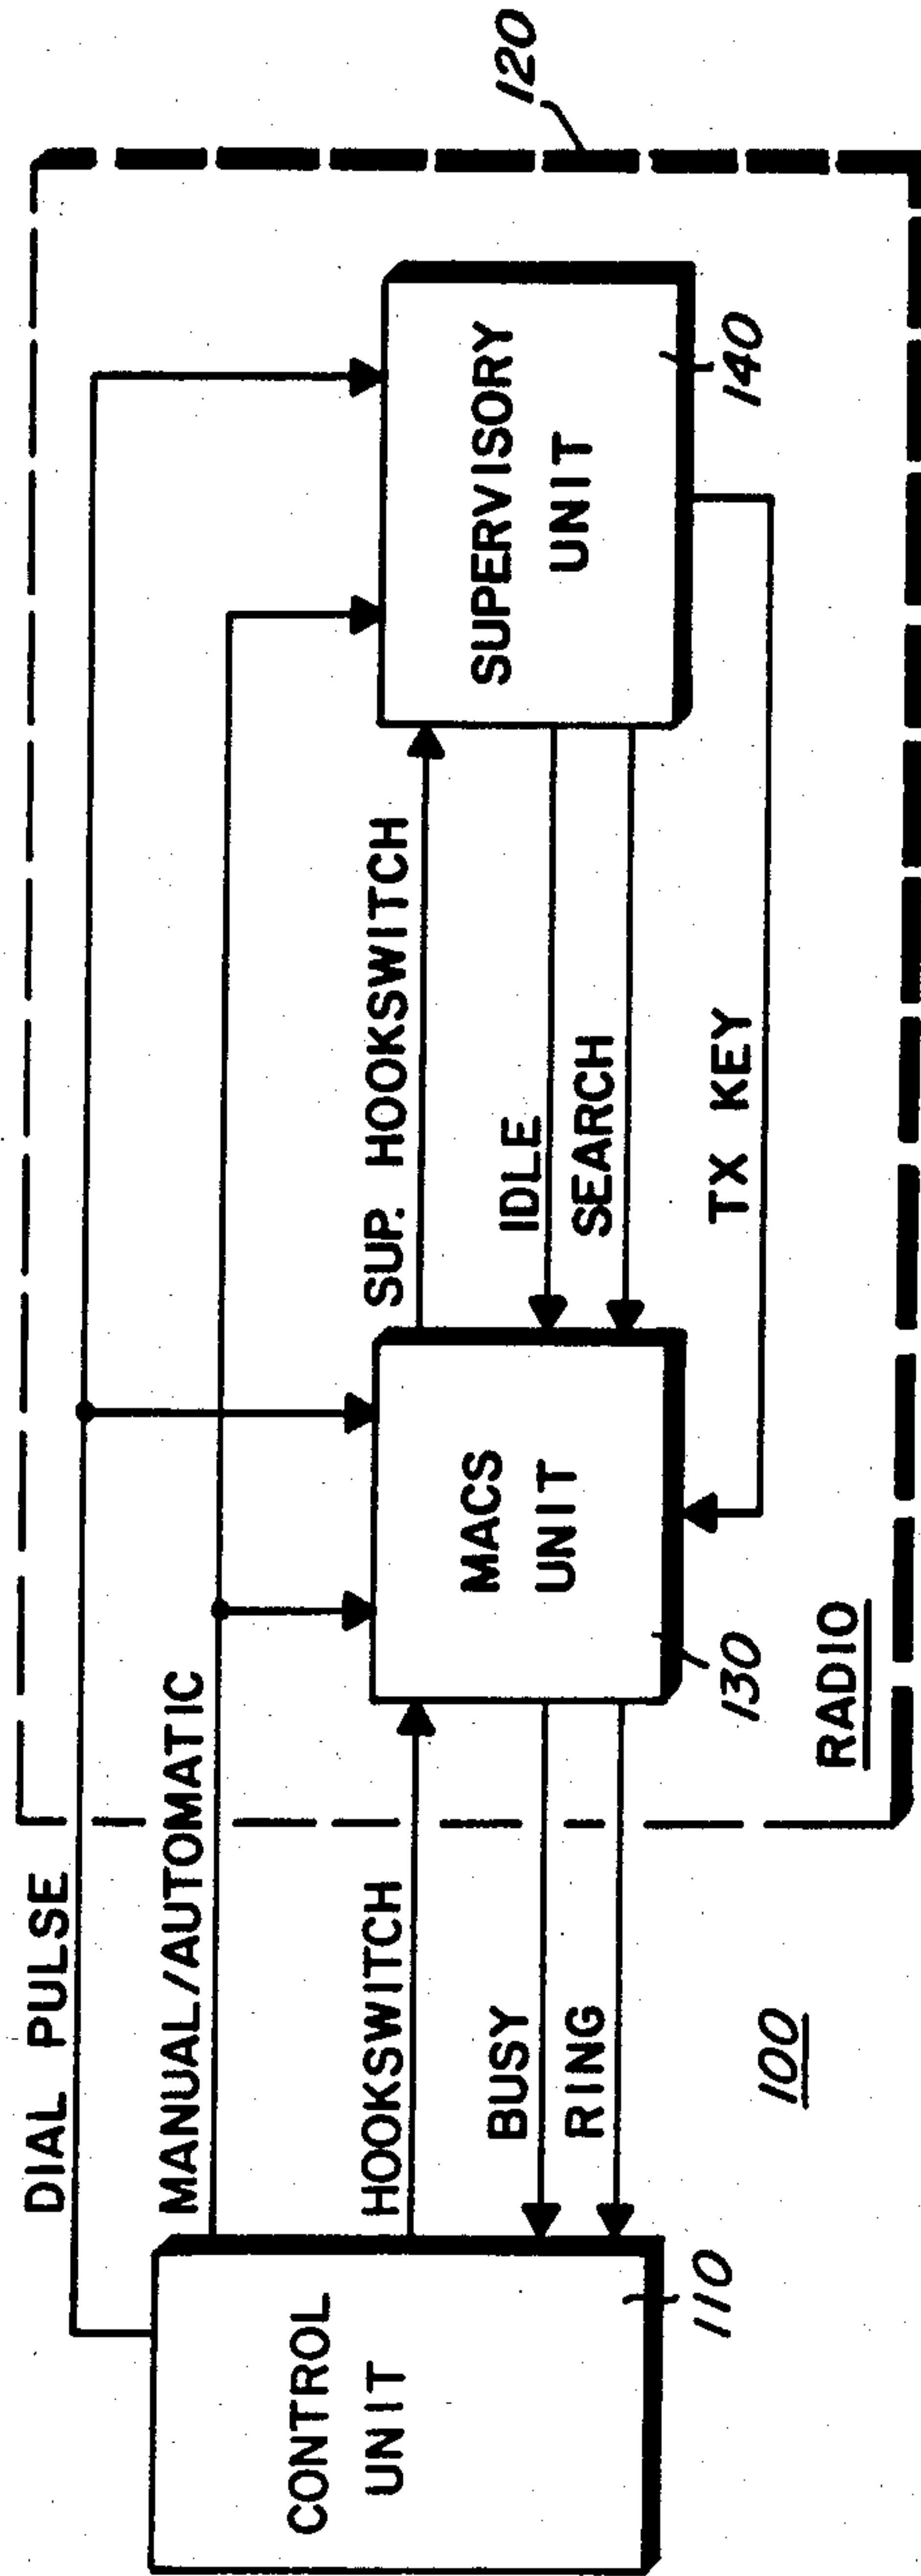 DIAL PULSE
MANUAL/AUTOMATIC
CONTROL
UNIT
110
HOOKSWITCH
BUSY
RING
100
MACS
UNIT
130
RADIO
SUP. HOOKSWITCH
IDLE
SEARCH
TX KEY
SUPERVISORY
UNIT
140
120